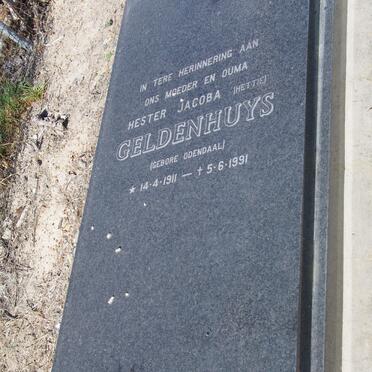 IN TERE HERINNERING AAN
ONS MOEDER EN OUMA
HESTER JACOBA (HETTIE)
GELDENHUYS
(GEBORE ODENDAAL)
★ 14-4-1911 — † 5-6-1991